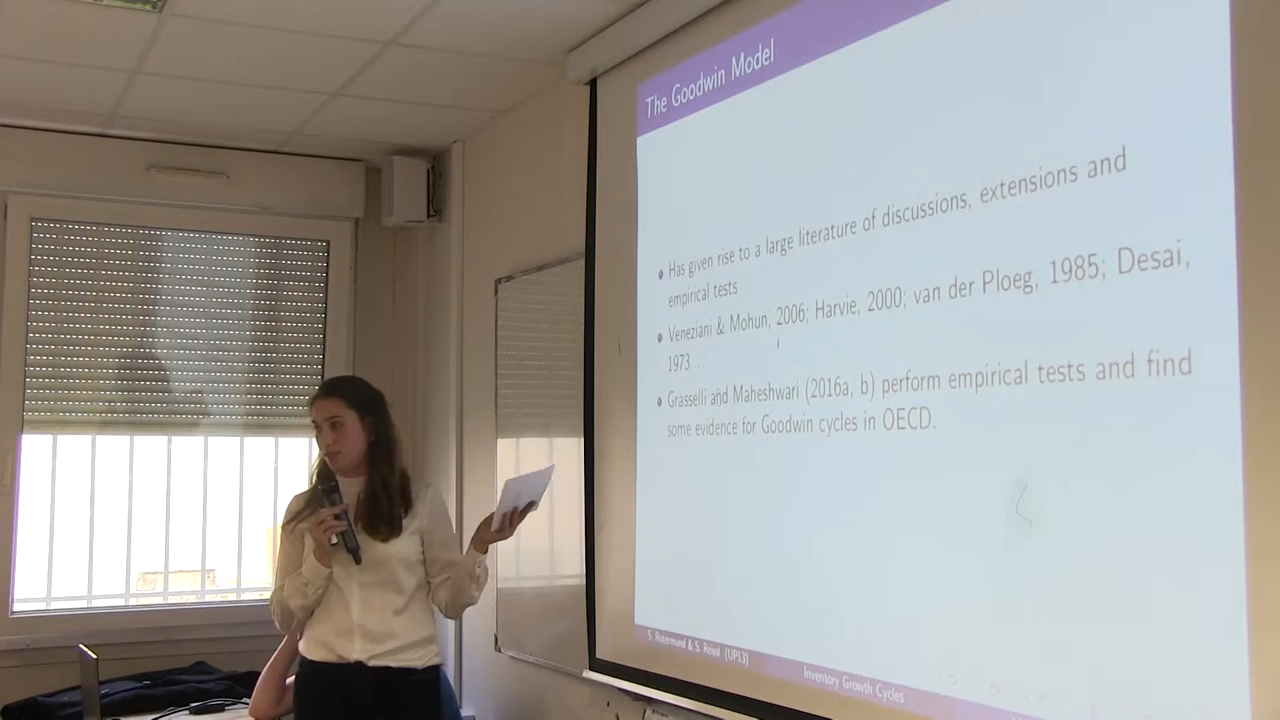 The Goodwin Model
Has given rise to a large literature of discussions, extensions and
empirical tests
Veneziani & Mohun, 2006; Harvie, 2000; van der Ploeg, 1985; Desai,
1973...
Grasselli and Maheshwari (2016a, b) perform empirical tests and find
some evidence for Goodwin cycles in OECD.
S. Rotermund & S. Reissl (UP13)
Inventory Growth Cycles